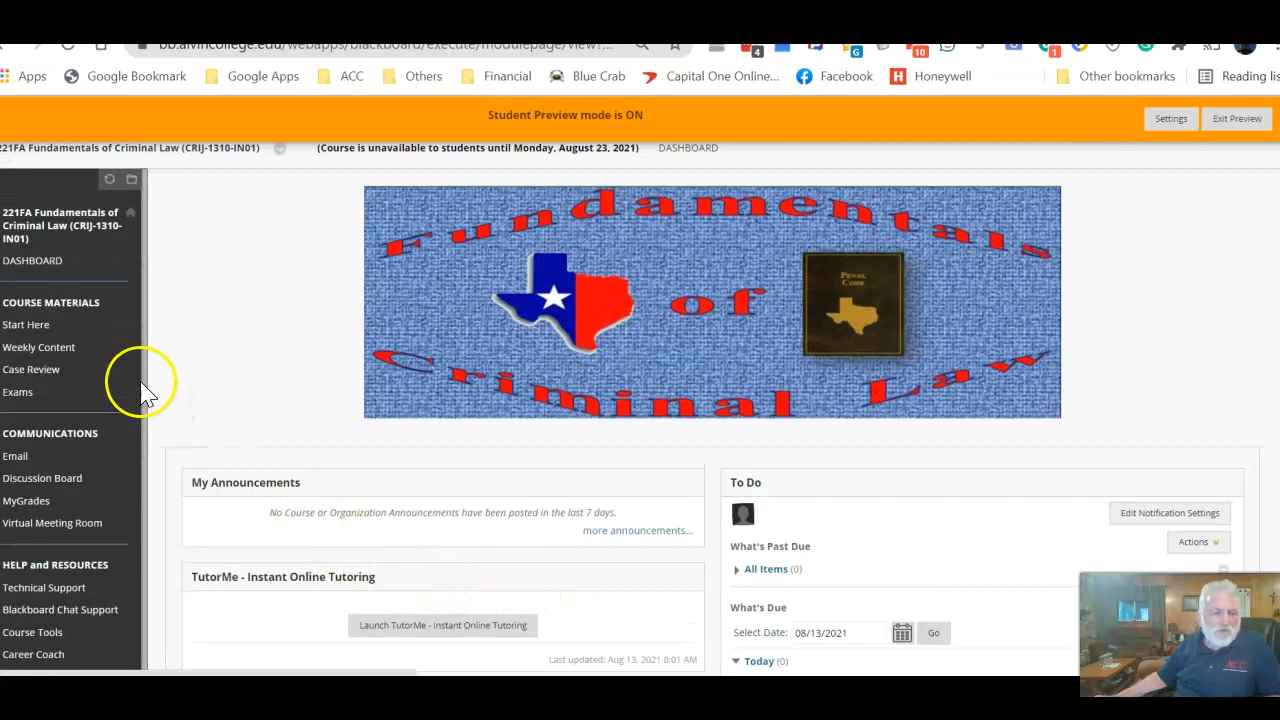 bb.alvincollege.edu/webapps/blackboard/execute/modulepage/view?...
4
G
10
1
Apps
Google Bookmark
Google Apps
ACC
Others
Financial
Blue Crab
Capital One Online...
Facebook
H Honeywell
Other bookmarks
Reading lis
Student Preview mode is ON
Settings
Exit Preview
221FA Fundamentals of Criminal Law (CRIJ-1310-IN01)
(Course is unavailable to students until Monday, August 23, 2021)
DASHBOARD
221FA Fundamentals of
Criminal Law (CRIJ-1310-
IN01)
DASHBOARD
COURSE MATERIALS
Start Here
Weekly Content
Case Review
Exams
COMMUNICATIONS
Email
Discussion Board
MyGrades
Virtual Meeting Room
HELP and RESOURCES
Technical Support
Blackboard Chat Support
Course Tools
Career Coach
Fundamentals
of
PENAL
CODE
Criminal Law
My Announcements
No Course or Organization Announcements have been posted in the last 7 days.
more announcements...
TutorMe - Instant Online Tutoring
Launch TutorMe - Instant Online Tutoring
Last updated: Aug 13, 2021 8:01 AM
To Do
Edit Notification Settings
Actions
What's Past Due
All Items (0)
What's Due
Select Date: 08/13/2021 Go
Today (0)
ACC